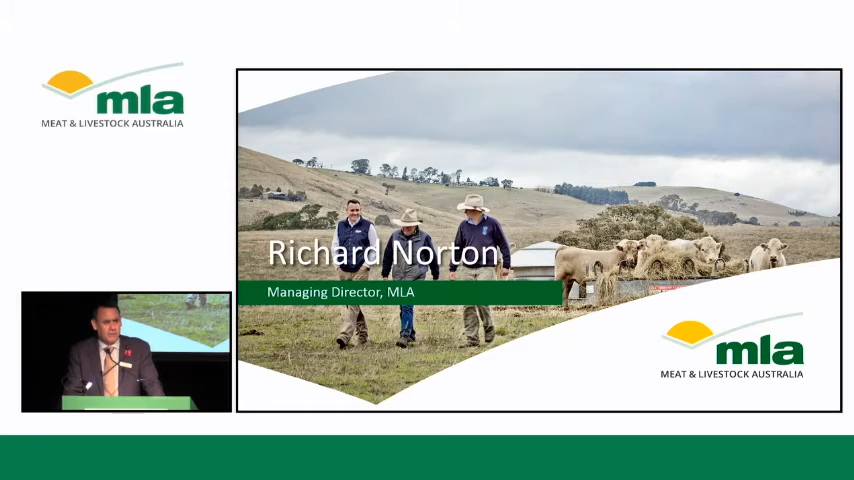 mla
MEAT & LIVESTOCK AUSTRALIA
Richard Norton
Managing Director, MLA
mla
MEAT & LIVESTOCK AUSTRALIA